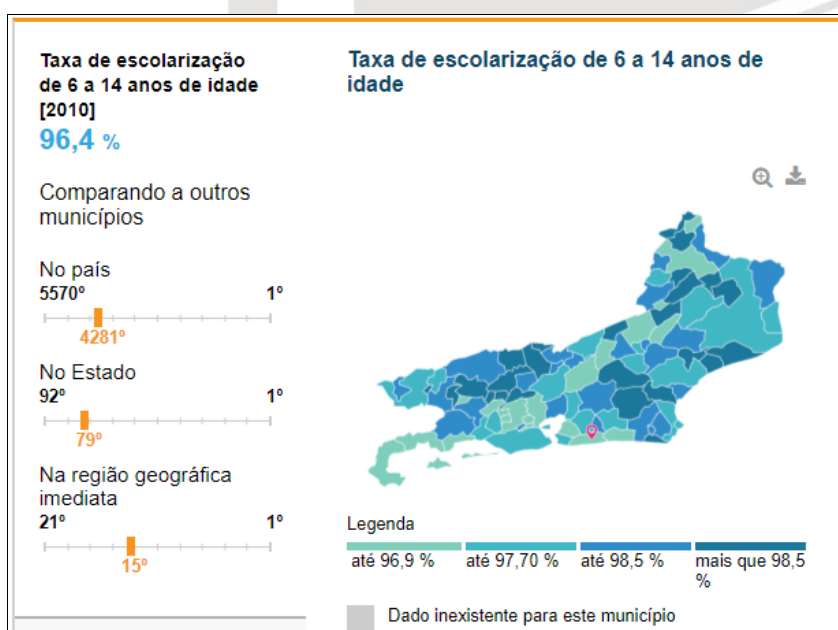 Taxa de escolarização
de 6 a 14 anos de idade
[2010]
96,4 %
Comparando a outros
municípios
No país
5570º 1º
4281º
No Estado
92º 1º
79º
Na região geográfica
imediata
21º 1º
15º
Taxa de escolarização de 6 a 14 anos de
idade
Legenda
até 96,9 % até 97,70 % até 98,5 % mais que 98,5
%
Dado inexistente para este município